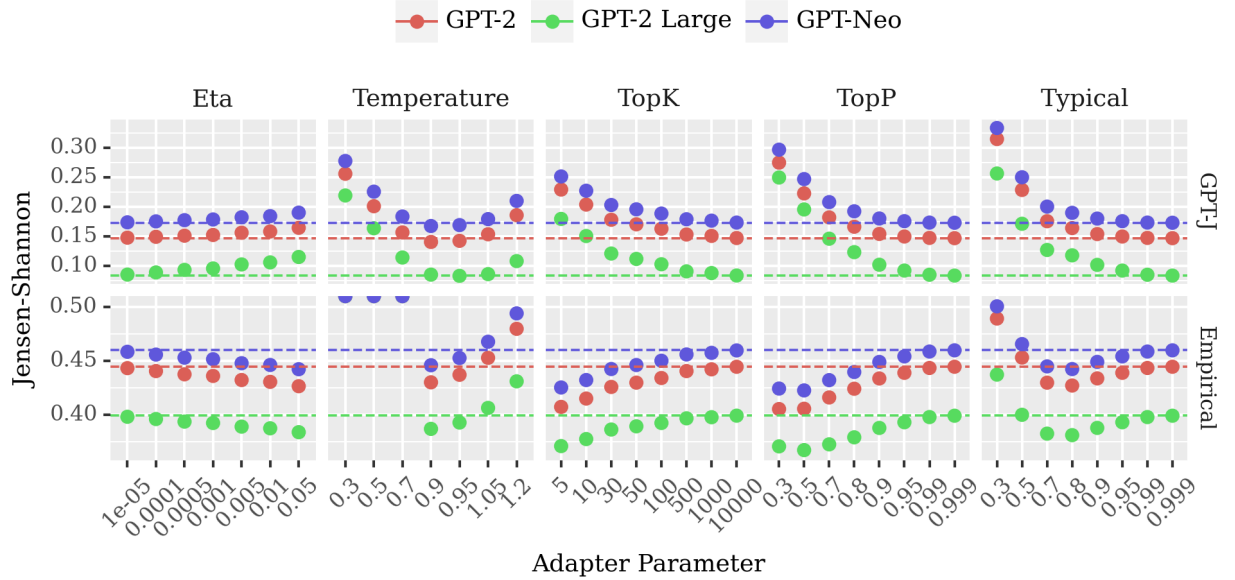 GPT-2 GPT-2 Large GPT-Neo
Eta Temperature TopK TopP Typical
0.30
0.25
0.20
0.15
0.10
GPT-J
Jensen-Shannon
0.50
0.45
0.40
Empirical
1e-05 0.0001 0.0005 0.001 0.005 0.01 0.05 0.3 0.5 0.7 0.9 0.95 1.05 1.2 5 10 30 50 100 500 1000 10000 0.3 0.5 0.7 0.8 0.9 0.95 0.99 0.999 0.3 0.5 0.7 0.8 0.9 0.95 0.99 0.999
Adapter Parameter